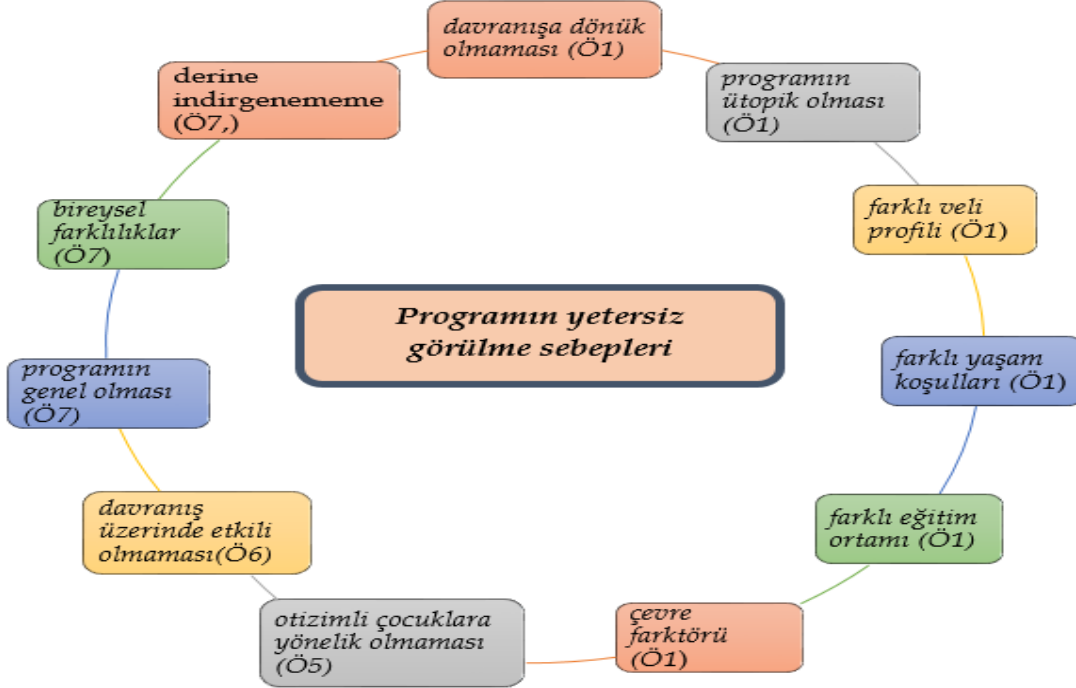 davranışa dönük
olmaması (Ö1)
programın
ütopik olması
(Ö1)
farklı veli
profili (Ö1)
farklı yaşam
koşulları (Ö1)
farklı eğitim
ortamı (Ö1)
çevre
farktörü
(Ö1)
otizimli çocuklara
yönelik olmaması
(Ö5)
davranış
üzerinde etkili
olmaması(Ö6)
programın
genel olması
(Ö7)
bireysel
farklılıklar
(Ö7)
derine
indirgenememe
(Ö7,)
Programın yetersiz
görülme sebepleri